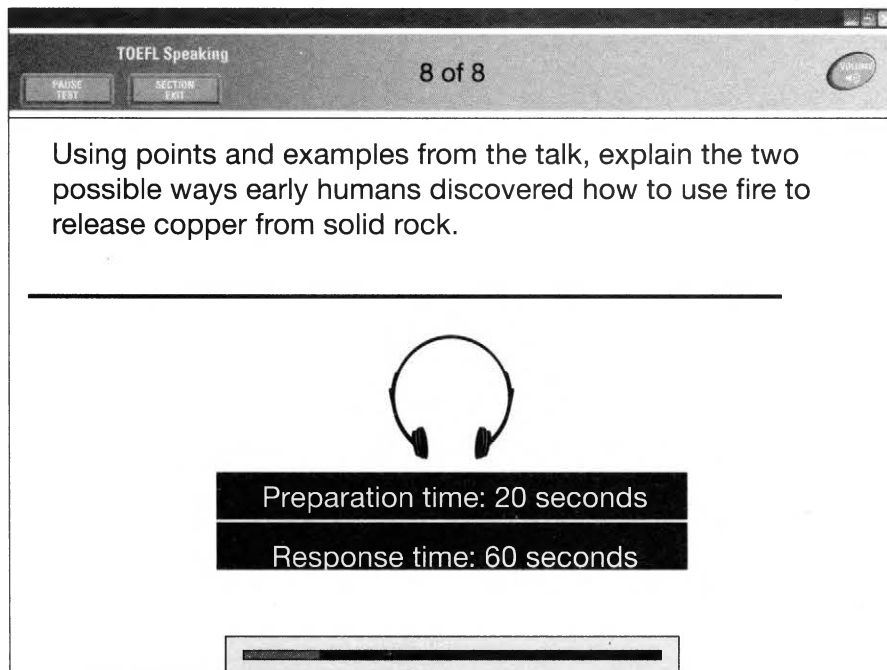 TOEFL Speaking
8 of 8
PAUSE
TEST
SECTION
EXIT
VOLUME
Using points and examples from the talk, explain the two
possible ways early humans discovered how to use fire to
release copper from solid rock.
Preparation time: 20 seconds
Response time: 60 seconds